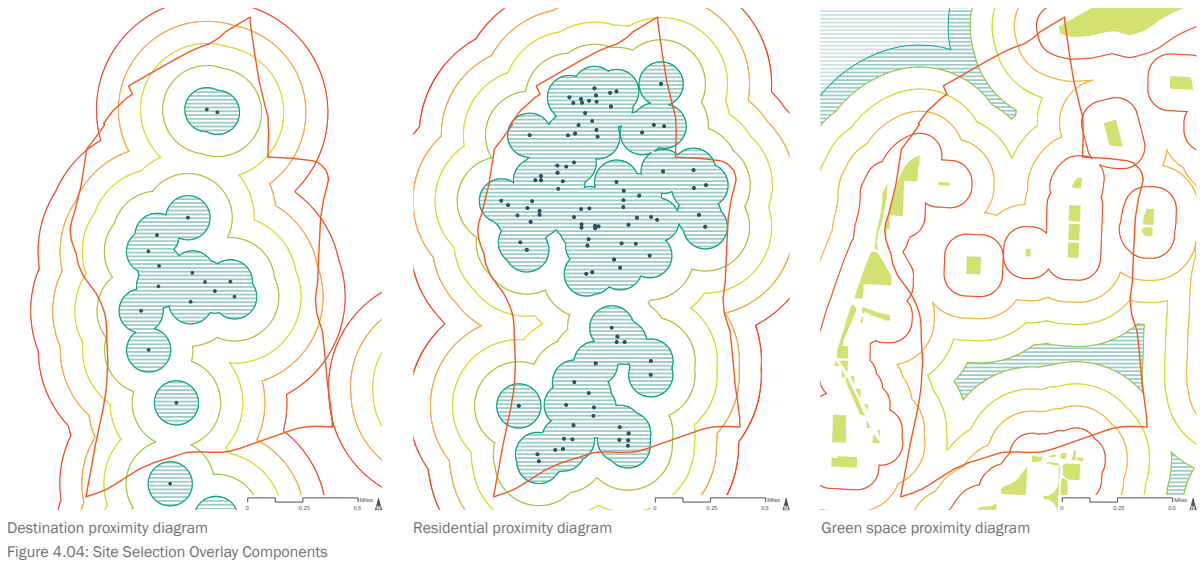 Miles
0 0.25 0.5
Miles
0 0.25 0.5
Miles
0 0.25 0.5
Destination proximity diagram
Residential proximity diagram
Green space proximity diagram
Figure 4.04: Site Selection Overlay Components